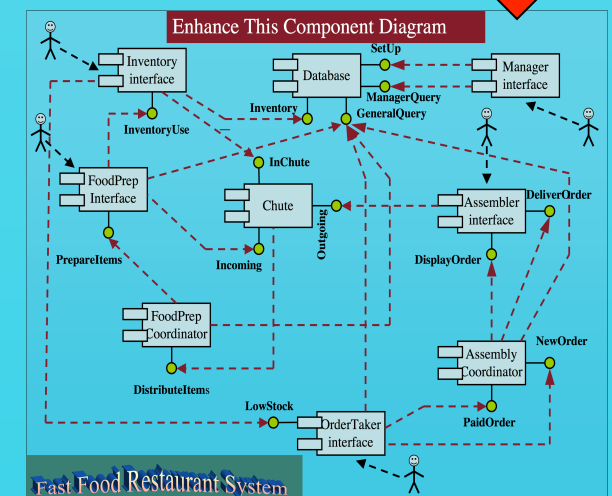 Enhance This Component Diagram
SetUp
Inventory
interface
Database
Manager
interface
ManagerQuery
Inventory
GeneralQuery
InventoryUse
InChute
FoodPrep
Interface
Chute
Outgoing
Assembler
interface
DeliverOrder
PrepareItems
Incoming
DisplayOrder
FoodPrep
Coordinator
NewOrder
Assembly
Coordinator
DistributeItems
LowStock
PaidOrder
OrderTaker
interface
Fast Food Restaurant System